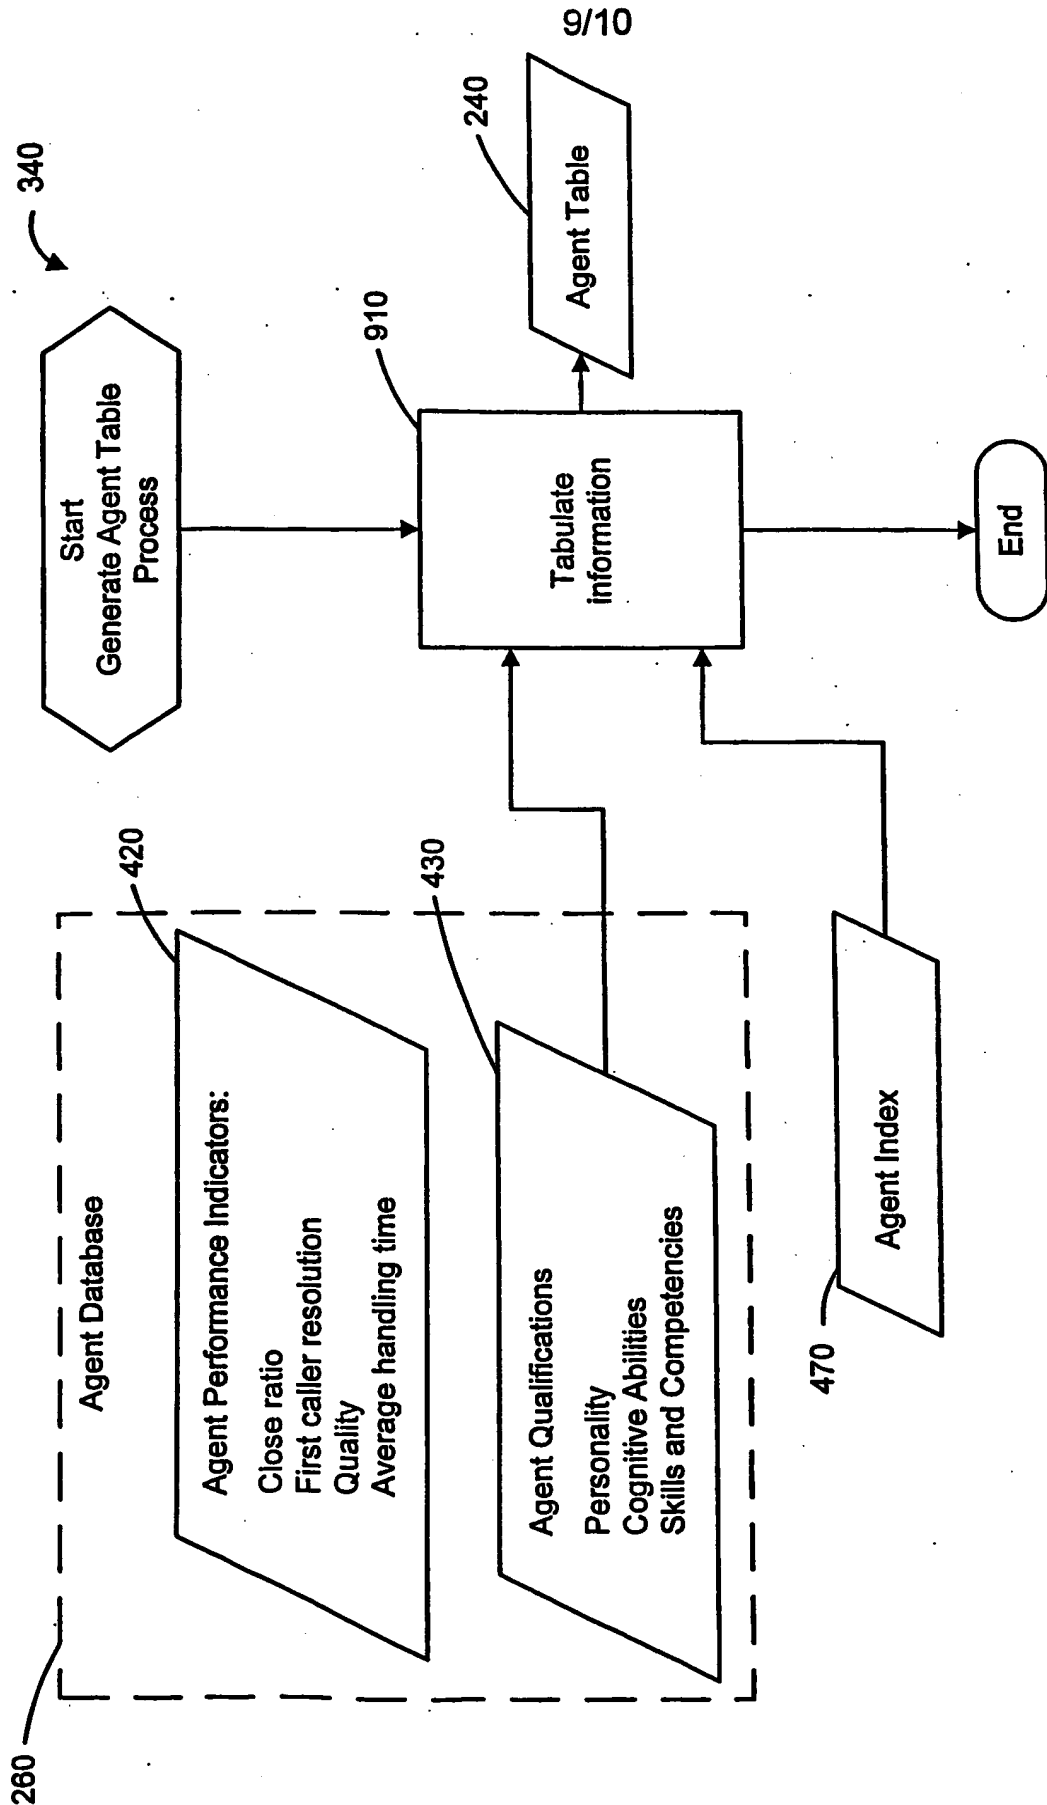 9/10
340
Start
Generate Agent Table
Process
260
Agent Database
420
Agent Performance Indicators:
Close ratio
First caller resolution
Quality
Average handling time
430
Agent Qualifications
Personality
Cognitive Abilities
Skills and Competencies
470
Agent Index
910
Tabulate
information
240
Agent Table
End